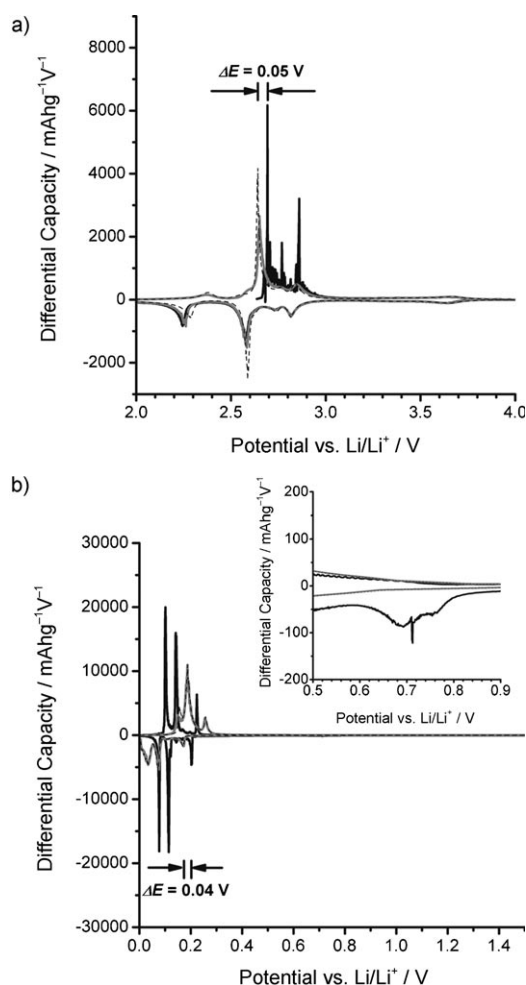 a)
8000
ΔE = 0.05 V
6000
4000
2000
0
-2000
Differential Capacity / mAhg⁻¹V⁻¹
2.0 2.5 3.0 3.5 4.0
Potential vs. Li/Li⁺ / V
b)
200
100
0
-100
-200
Differential Capacity / mAhg⁻¹V⁻¹
0.5 0.6 0.7 0.8 0.9
Potential vs. Li/Li⁺ / V
30000
20000
10000
0
-10000
-20000
-30000
Differential Capacity / mAhg⁻¹V⁻¹
ΔE = 0.04 V
0.0 0.2 0.4 0.6 0.8 1.0 1.2 1.4
Potential vs. Li/Li⁺ / V